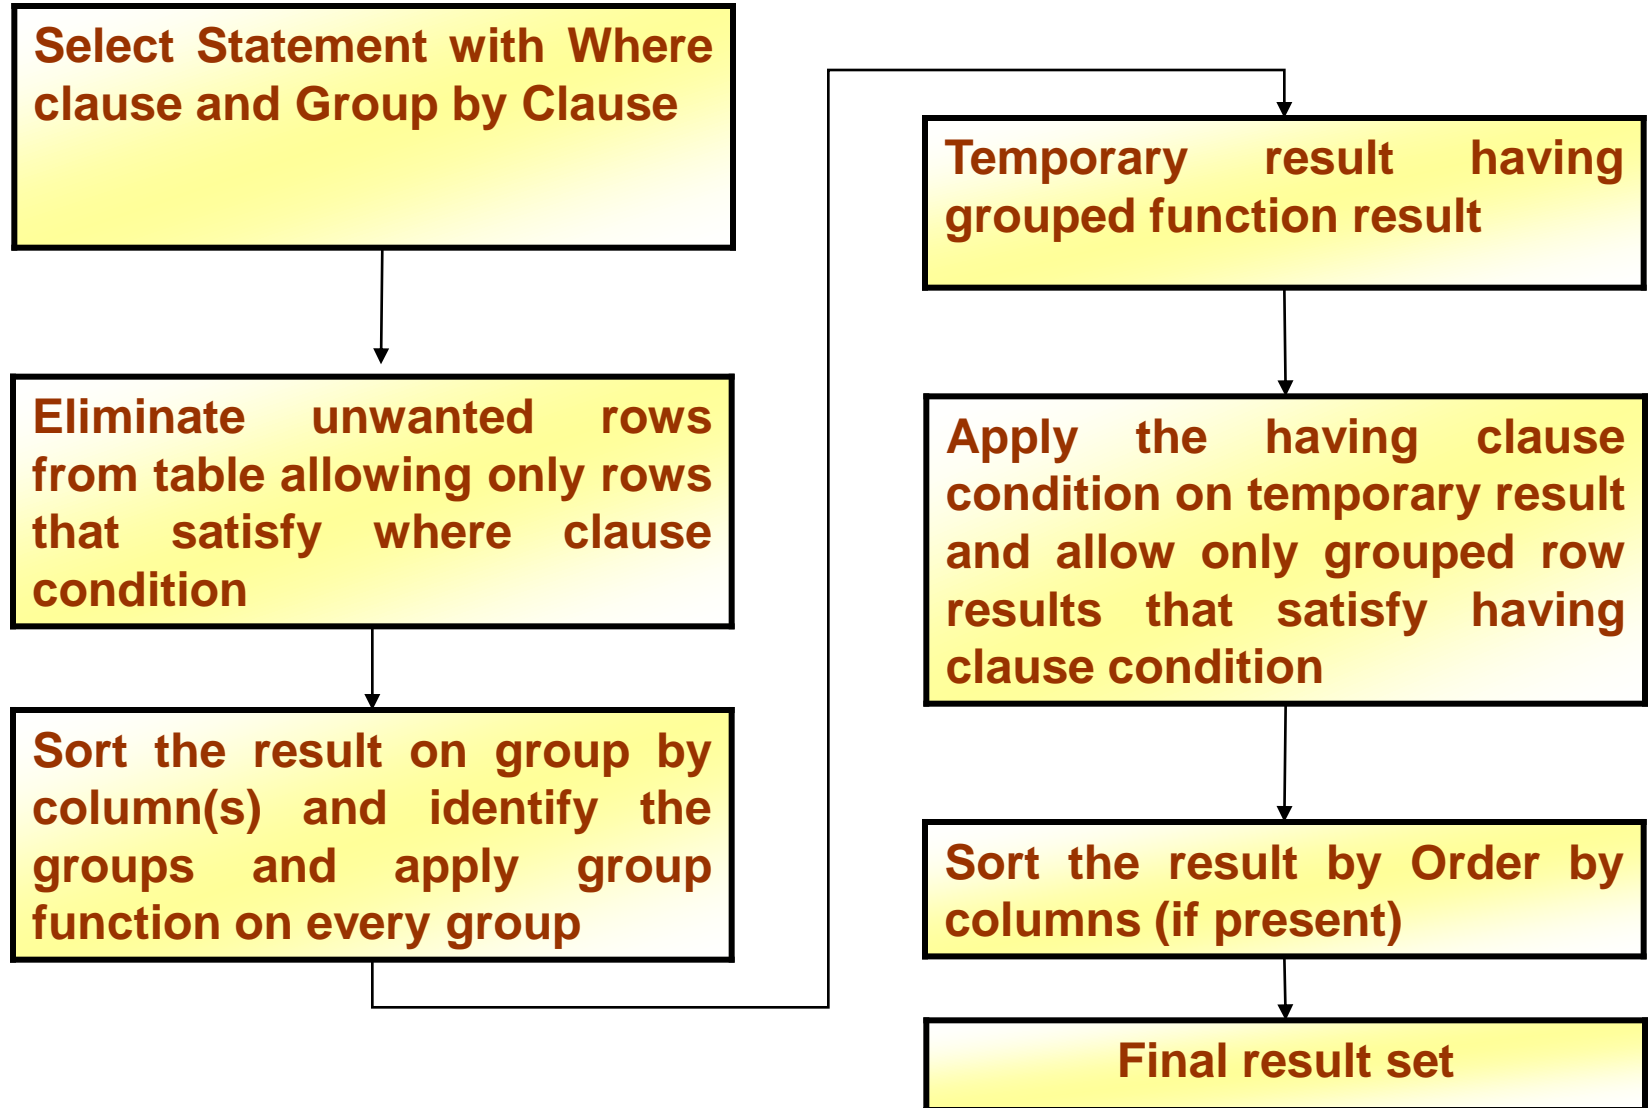 Select Statement with Where
clause and Group by Clause
Eliminate unwanted rows
from table allowing only rows
that satisfy where clause
condition
Sort the result on group by
column(s) and identify the
groups and apply group
function on every group
Temporary result having
grouped function result
Apply the having clause
condition on temporary result
and allow only grouped row
results that satisfy having
clause condition
Sort the result by Order by
columns (if present)
Final result set